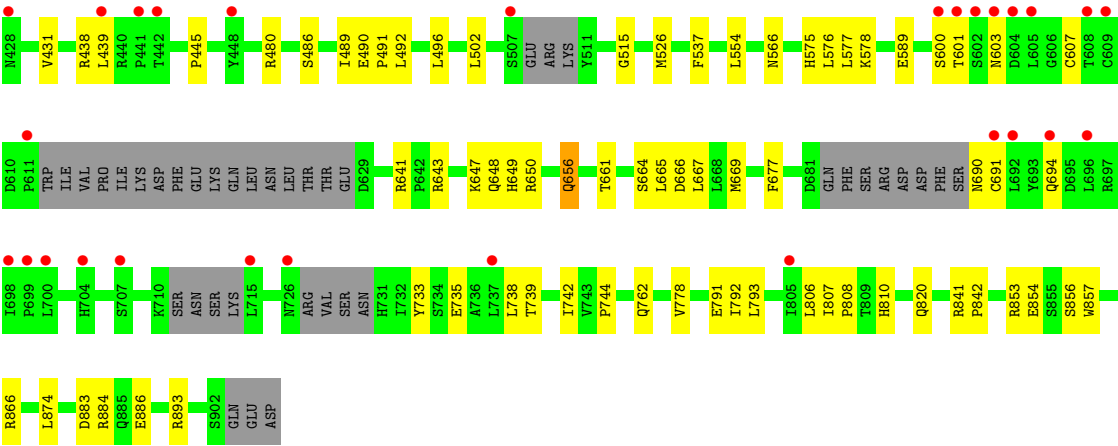 N428 V431 R438 L439 R440 P441 T442 P445 Y448 R480 S486 I489 E490 P491 L492 L496 L502 S507 GLU ARG LYS Y511 G515 M526 F537 L554 N566 H575 L576 L577 K578 E589 S600 T601 S602 N603 D604 L605 G606 C607 T608 C609
D610 P611 TRP ILE VAL PRO ILE LYS ASP PHE GLU LYS GLN LEU ASN LEU THR THR GLU D629 R641 P642 R643 K647 Q648 H649 R650 Q656 T661 S664 L665 D666 L667 L668 M669 F677 D681 GLN PHE SER ARG ASP ASP PHE SER N690 C691 L692 Y693 Q694 D695 L696 R697
I698 P699 L700 H704 S707 K710 SER ASN SER LYS L715 N726 ARG VAL SER ASN H731 I732 Y733 S734 E735 A736 L737 L738 T739 I742 V743 P744 Q762 V778 E791 I792 L793 I805 L806 I807 P808 T809 H810 Q820 R841 P842 R853 E854 S855 S856 W857
R866 L874 D883 R884 Q885 E886 R893 S902 GLN GLU ASP